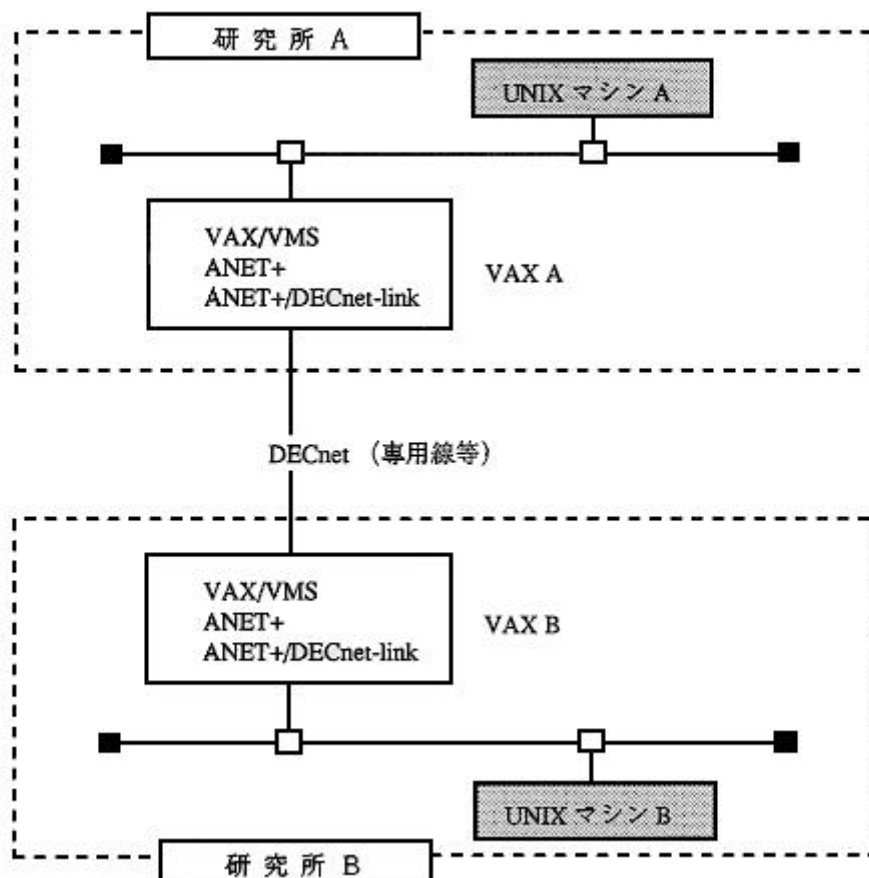 研究所 A
UNIX マシン A
VAX/VMS
ANET+
ANET+/DECnet-link
VAX A
DECnet （専用線等）
VAX/VMS
ANET+
ANET+/DECnet-link
VAX B
UNIX マシン B
研究所 B